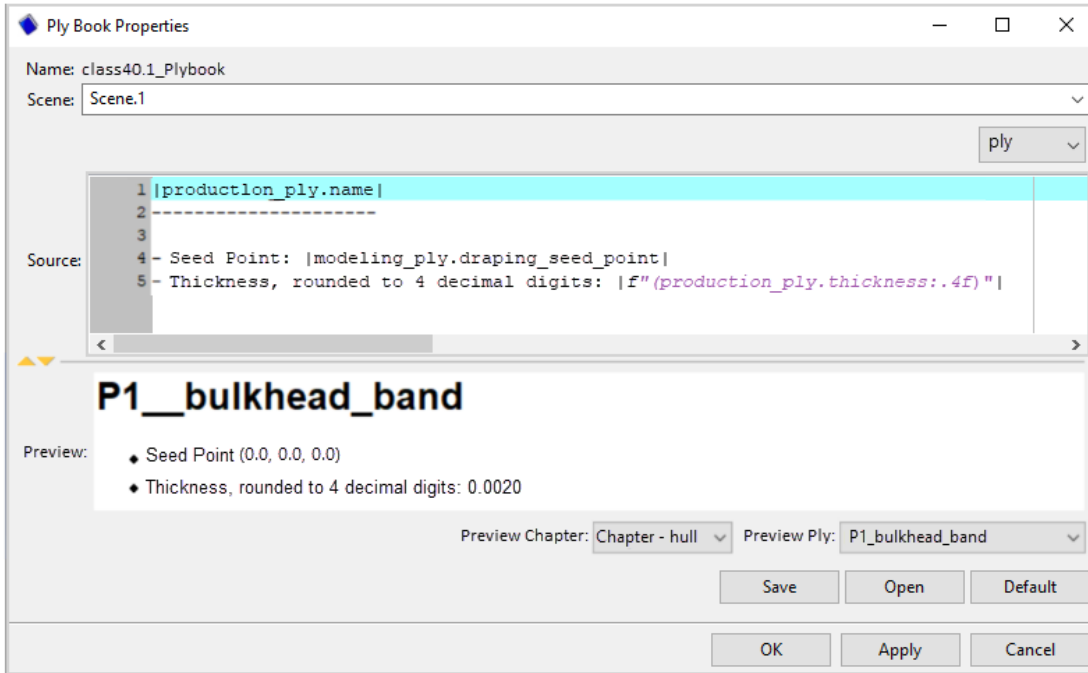 Ply Book Properties
Name: class40.1_Plybook
Scene: Scene.1
ply
Source:
1 |production_ply.name|
2 ---------------------
3
4 - Seed Point: |modeling_ply.draping_seed_point|
5 - Thickness, rounded to 4 decimal digits: |f"(production_ply.thickness:.4f)"|
P1__bulkhead_band
Preview:
• Seed Point (0.0, 0.0, 0.0)
• Thickness, rounded to 4 decimal digits: 0.0020
Preview Chapter: Chapter - hull Preview Ply: P1_bulkhead_band
Save Open Default
OK Apply Cancel